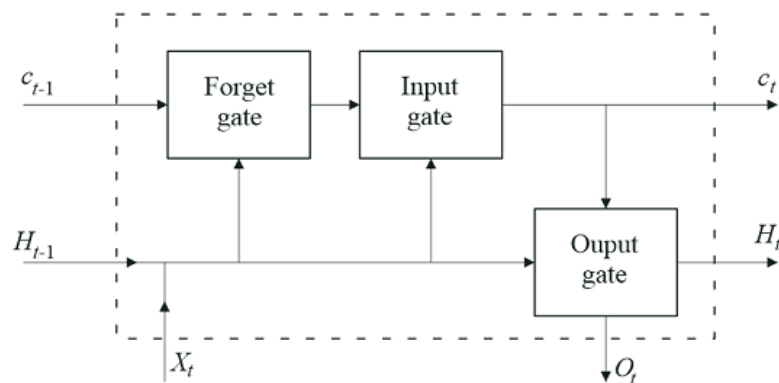 c_{t-1}
Forget
gate
Input
gate
c_t
H_{t-1}
Ouput
gate
H_t
X_t
O_t